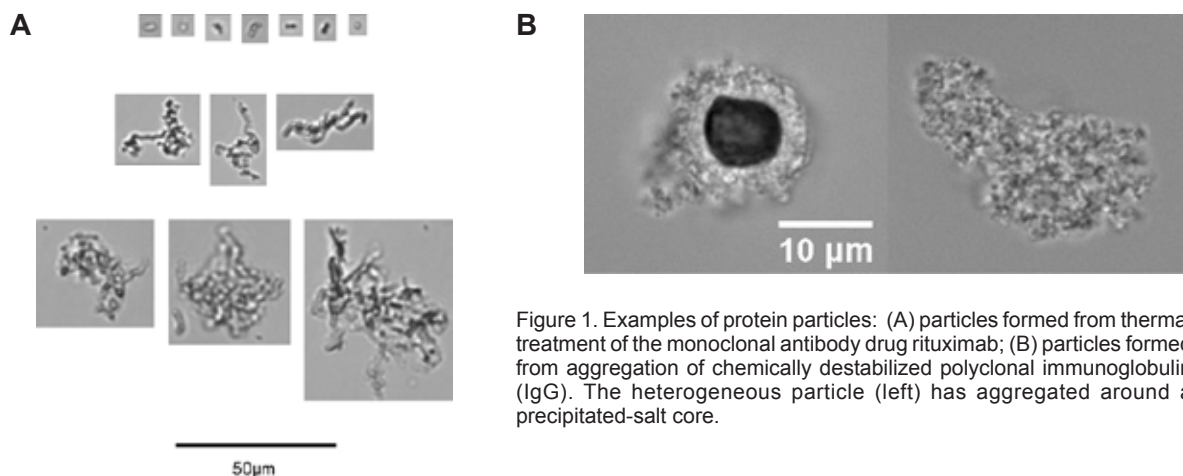 A
B
10 µm
50µm
Figure 1. Examples of protein particles: (A) particles formed from therma
treatment of the monoclonal antibody drug rituximab; (B) particles formed
from aggregation of chemically destabilized polyclonal immunoglobulin
(IgG). The heterogeneous particle (left) has aggregated around a
precipitated-salt core.